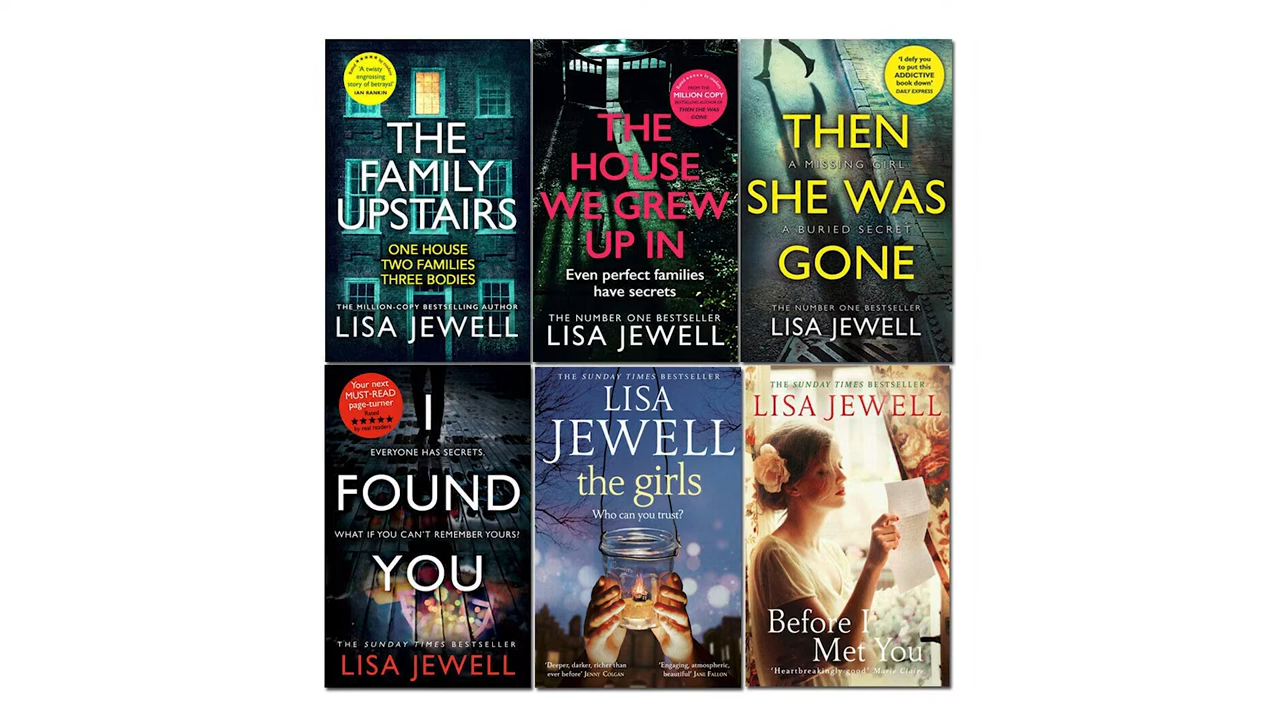 Rated ★★★★★ by readers
'A twisty
engrossing
story of betrayal'
IAN RANKIN
THE
FAMILY
UPSTAIRS
ONE HOUSE
TWO FAMILIES
THREE BODIES
THE MILLION-COPY BESTSELLING AUTHOR
LISA JEWELL
Rated ★★★★★ by readers
FROM THE
MILLION COPY
BESTSELLING AUTHOR OF
THEN SHE WAS
GONE
THE
HOUSE
WE GREW
UP IN
Even perfect families
have secrets
THE NUMBER ONE BESTSELLER
LISA JEWELL
'I defy you
to put this
ADDICTIVE
book down'
DAILY EXPRESS
THEN
A MISSING GIRL
SHE WAS
A BURIED SECRET
GONE
THE NUMBER ONE BESTSELLER
LISA JEWELL
Your next
MUST-READ
page-turner
Rated
★★★★★
by real readers
I
EVERYONE HAS SECRETS.
FOUND
WHAT IF YOU CAN'T REMEMBER YOURS?
YOU
THE SUNDAY TIMES BESTSELLER
LISA JEWELL
THE SUNDAY TIMES BESTSELLER
LISA
JEWELL
the girls
Who can you trust?
'Deeper, darker, richer than
ever before' JENNY COLGAN
'Engaging, atmospheric,
beautiful' JANE FALLON
THE SUNDAY TIMES BESTSELLER
LISA JEWELL
Before I
Met You
'Heartbreakingly good' Marie Claire